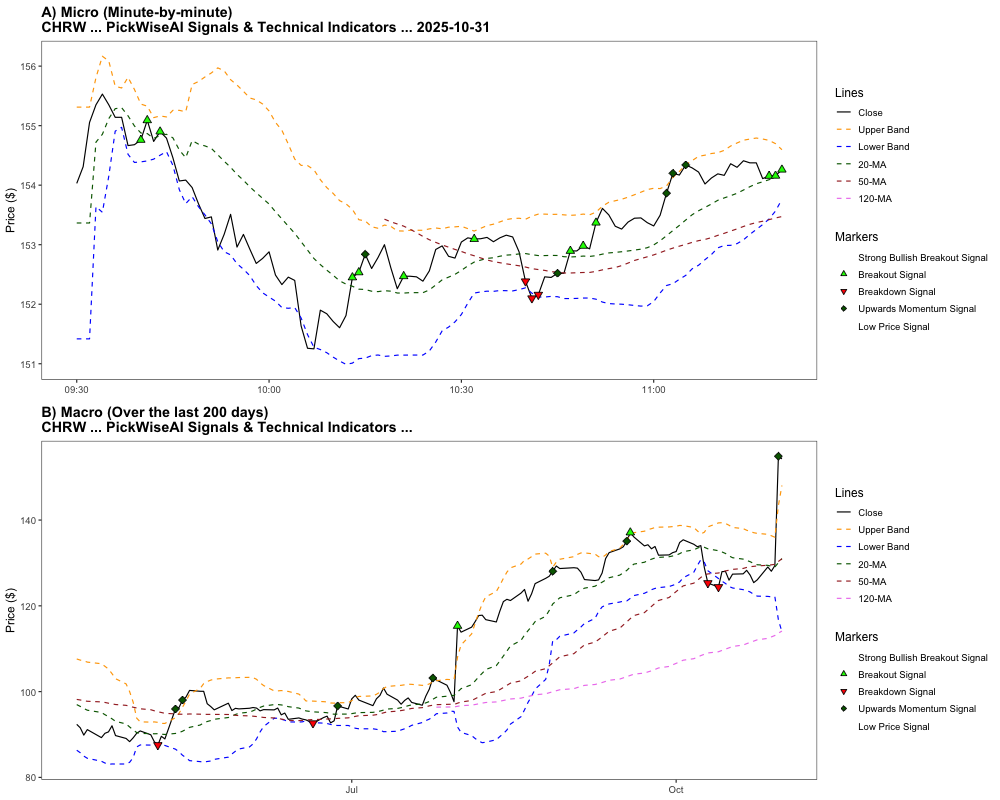 A) Micro (Minute-by-minute)
CHRW ... PickWiseAI Signals & Technical Indicators ... 2025-10-31
Price ($)
156
155
154
153
152
151
09:30
10:00
10:30
11:00
Lines
Close
Upper Band
Lower Band
20-MA
50-MA
120-MA
Markers
Strong Bullish Breakout Signal
Breakout Signal
Breakdown Signal
Upwards Momentum Signal
Low Price Signal
B) Macro (Over the last 200 days)
CHRW ... PickWiseAI Signals & Technical Indicators ...
Price ($)
140
120
100
80
Jul
Oct
Lines
Close
Upper Band
Lower Band
20-MA
50-MA
120-MA
Markers
Strong Bullish Breakout Signal
Breakout Signal
Breakdown Signal
Upwards Momentum Signal
Low Price Signal